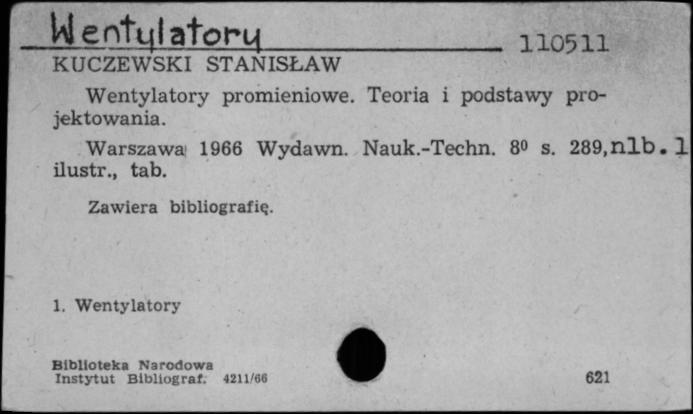 Wentylatory 110511
KUCZEWSKI STANISŁAW
Wentylatory promieniowe. Teoria i podstawy pro-
jektowania.
Warszawa 1966 Wydawn. Nauk.-Techn. 8⁰ s. 289, nlb. 1
ilustr., tab.
Zawiera bibliografię.
1. Wentylatory
Biblioteka Narodowa
Instytut Bibliograf. 4211/66 621